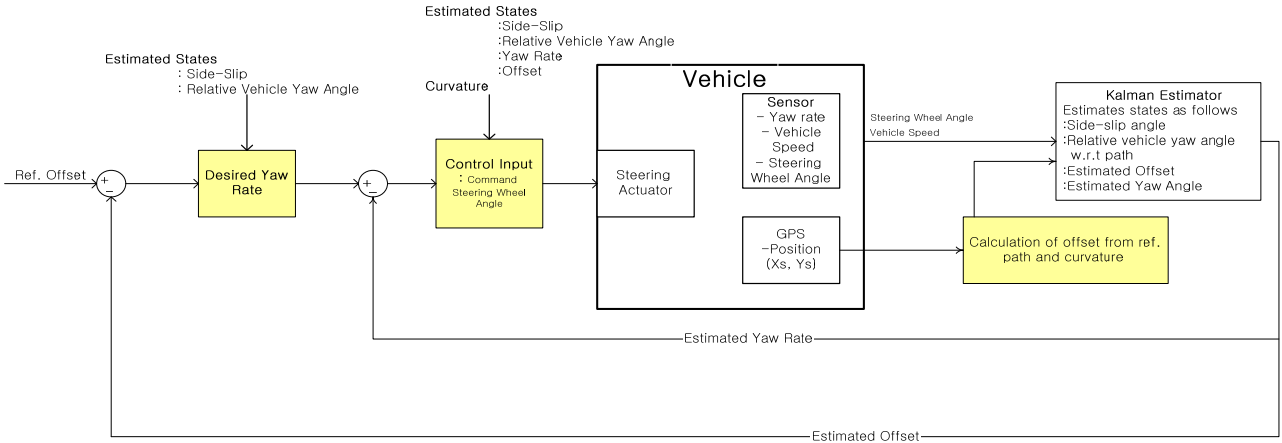 Estimated States
:Side-Slip
:Relative Vehicle Yaw Angle
:Yaw Rate
:Offset
Estimated States
: Side-Slip
: Relative Vehicle Yaw Angle
Curvature
Ref. Offset
+
−
Desired Yaw
Rate
+
−
Control Input
: Command
Steering Wheel
Angle
Vehicle
Steering
Actuator
Sensor
- Yaw rate
- Vehicle
Speed
- Steering
Wheel Angle
GPS
-Position
(Xs, Ys)
Steering Wheel Angle
Vehicle Speed
Kalman Estimator
Estimates states as follows
:Side-slip angle
:Relative vehicle yaw angle
w.r.t path
:Estimated Offset
:Estimated Yaw Angle
Calculation of offset from ref.
path and curvature
Estimated Yaw Rate
Estimated Offset